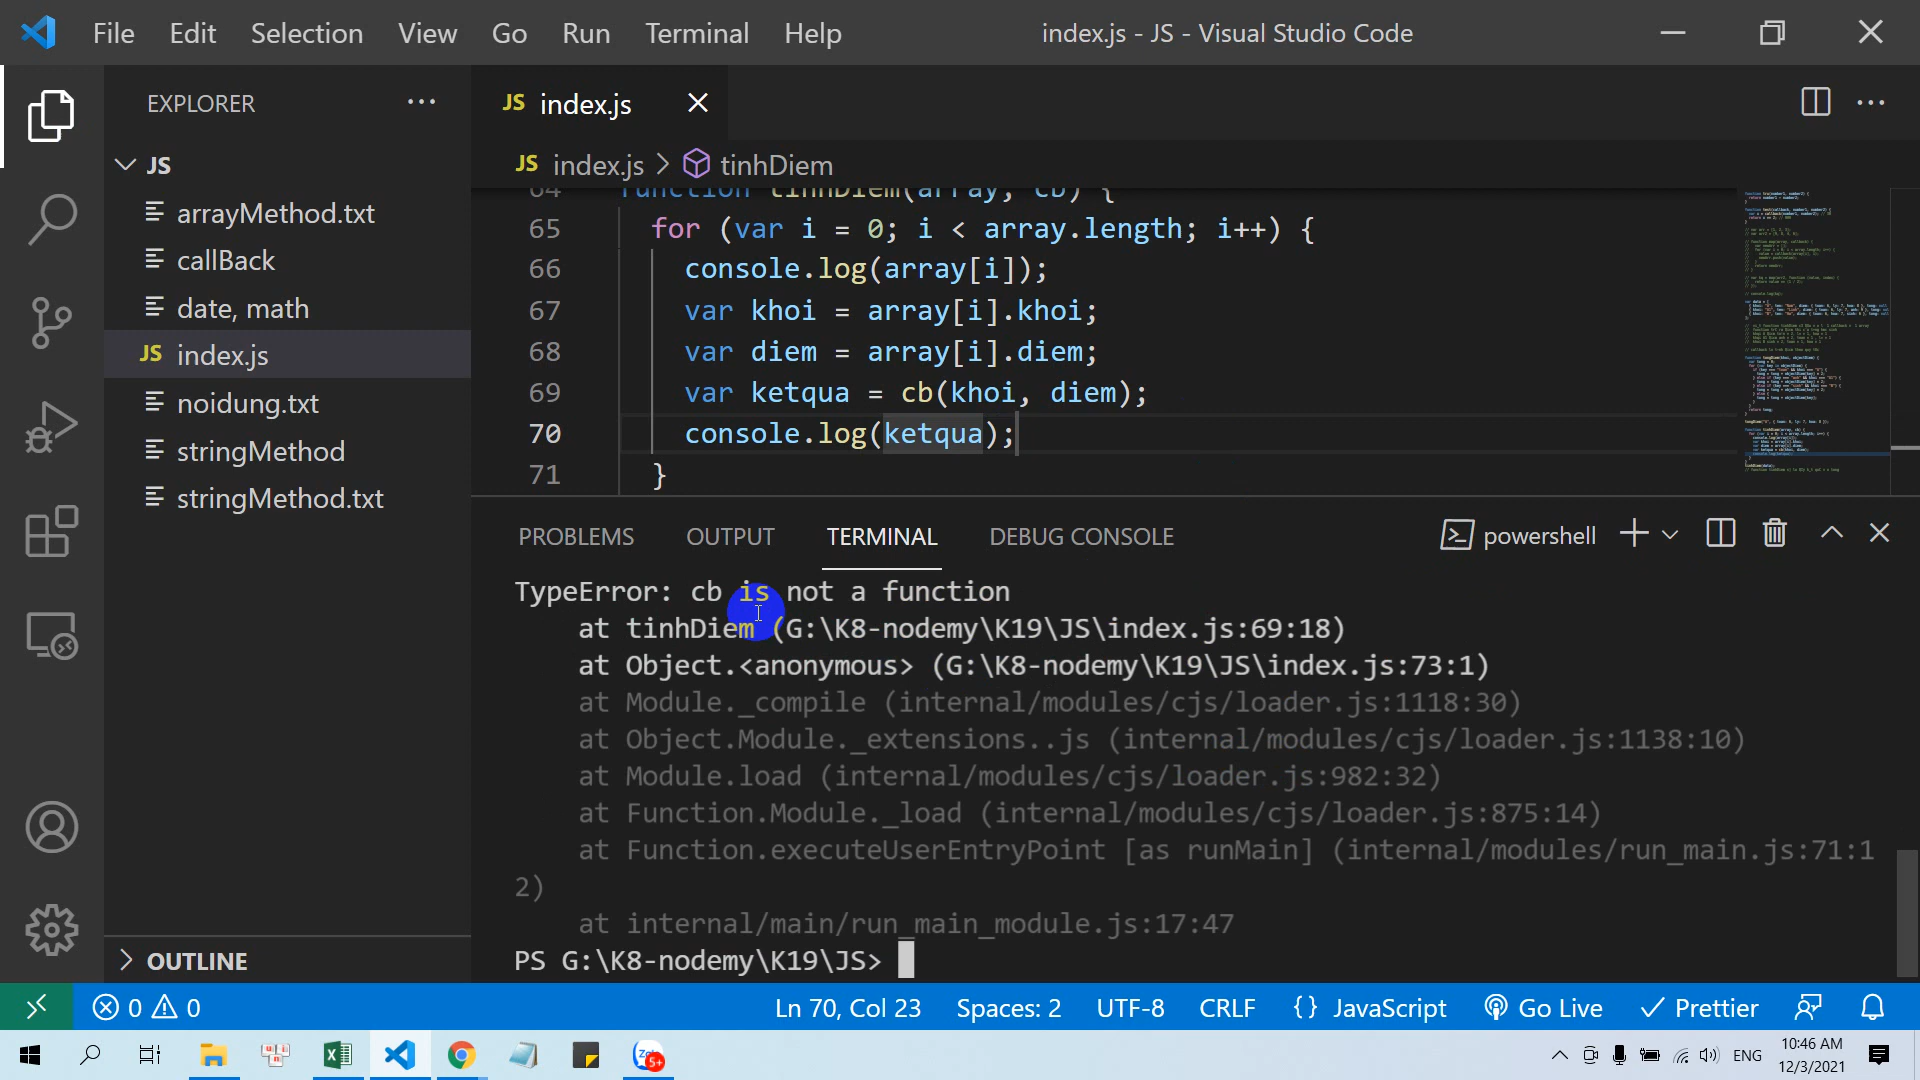 File Edit Selection View Go Run Terminal Help index.js - JS - Visual Studio Code
EXPLORER
JS
arrayMethod.txt
callBack
date, math
JS index.js
noidung.txt
stringMethod
stringMethod.txt
OUTLINE
JS index.js
JS index.js > tinhDiem
64 function tinhDiem(array, cb) {
65 for (var i = 0; i < array.length; i++) {
66 console.log(array[i]);
67 var khoi = array[i].khoi;
68 var diem = array[i].diem;
69 var ketqua = cb(khoi, diem);
70 console.log(ketqua);
71 }
PROBLEMS OUTPUT TERMINAL DEBUG CONSOLE powershell
TypeError: cb is not a function
at tinhDiem (G:\K8-nodemy\K19\JS\index.js:69:18)
at Object.<anonymous> (G:\K8-nodemy\K19\JS\index.js:73:1)
at Module._compile (internal/modules/cjs/loader.js:1118:30)
at Object.Module._extensions..js (internal/modules/cjs/loader.js:1138:10)
at Module.load (internal/modules/cjs/loader.js:982:32)
at Function.Module._load (internal/modules/cjs/loader.js:875:14)
at Function.executeUserEntryPoint [as runMain] (internal/modules/run_main.js:71:1
2)
at internal/main/run_main_module.js:17:47
PS G:\K8-nodemy\K19\JS>
0 0 Ln 70, Col 23 Spaces: 2 UTF-8 CRLF {} JavaScript Go Live Prettier
5+ ENG 10:46 AM
12/3/2021